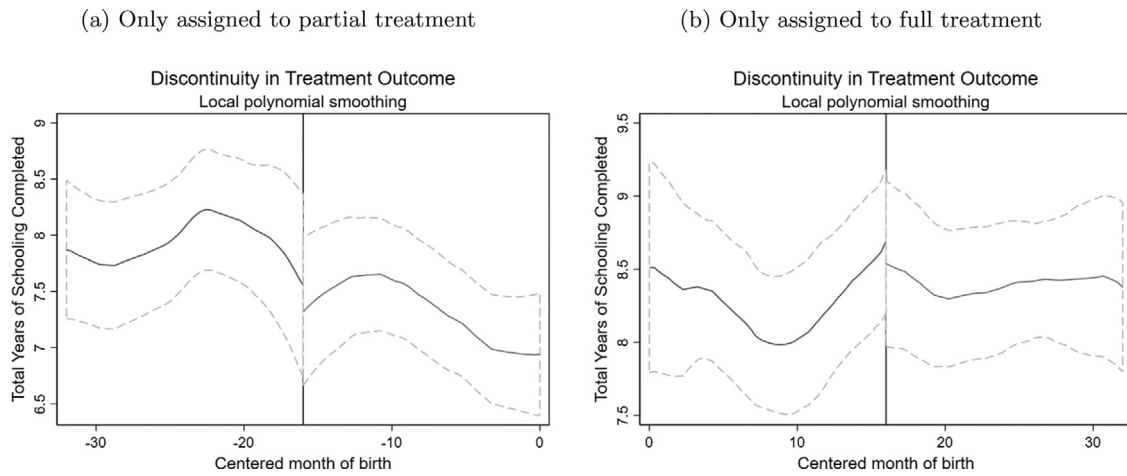 (a) Only assigned to partial treatment
Discontinuity in Treatment Outcome
Local polynomial smoothing
Total Years of Schooling Completed
9
8.5
8
7.5
7
6.5
-30
-20
-10
0
Centered month of birth
(b) Only assigned to full treatment
Discontinuity in Treatment Outcome
Local polynomial smoothing
Total Years of Schooling Completed
9.5
9
8.5
8
7.5
0
10
20
30
Centered month of birth